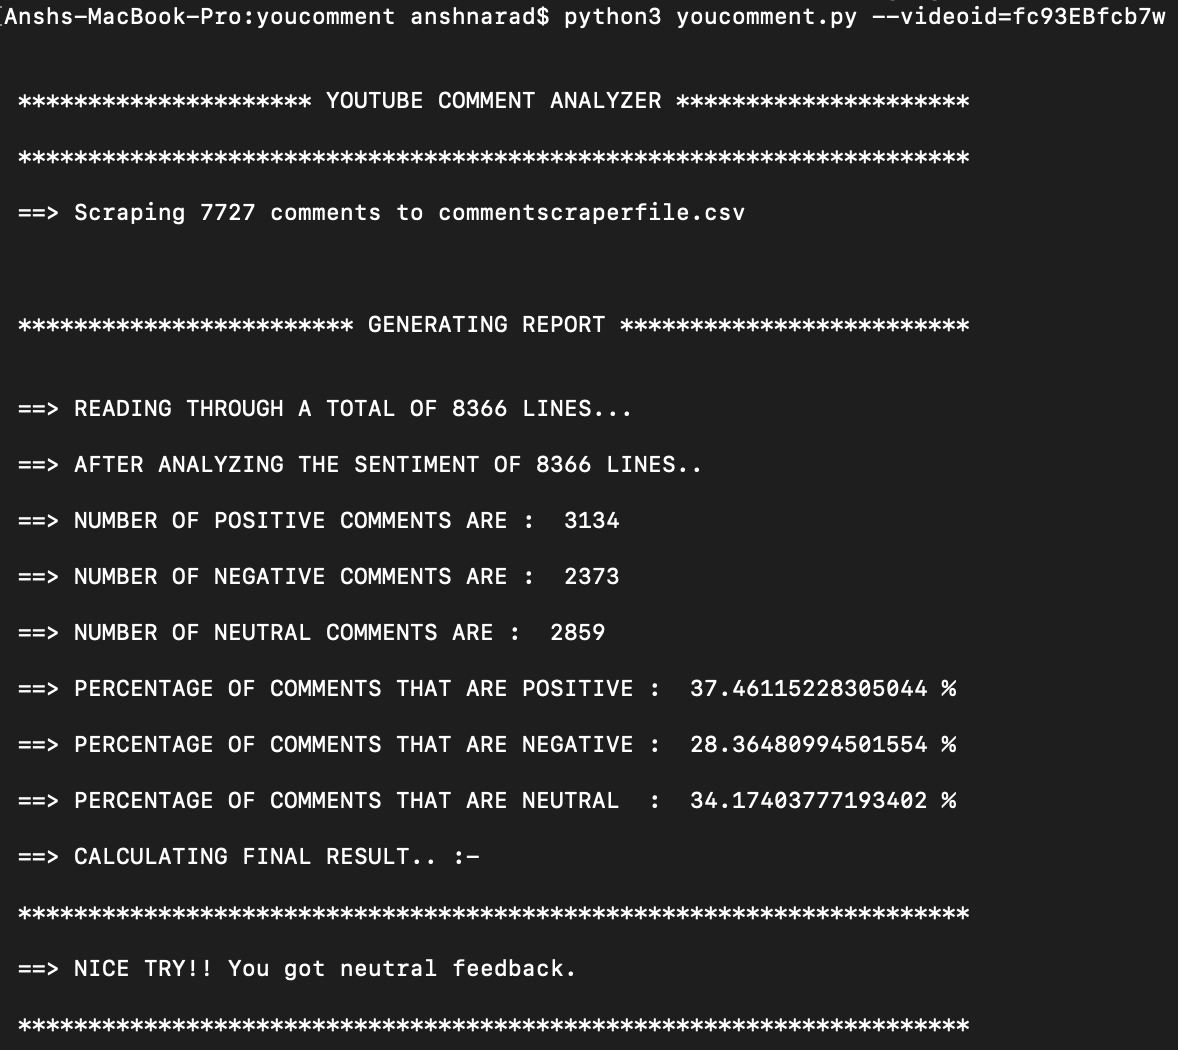 [Anshs-MacBook-Pro:youcomment anshnarad$ python3 youcomment.py --videoid=fc93EBfcb7w
********************* YOUTUBE COMMENT ANALYZER *********************
********************************************************************
==> Scraping 7727 comments to commentscraperfile.csv
************************ GENERATING REPORT *************************
==> READING THROUGH A TOTAL OF 8366 LINES...
==> AFTER ANALYZING THE SENTIMENT OF 8366 LINES..
==> NUMBER OF POSITIVE COMMENTS ARE :  3134
==> NUMBER OF NEGATIVE COMMENTS ARE :  2373
==> NUMBER OF NEUTRAL COMMENTS ARE :  2859
==> PERCENTAGE OF COMMENTS THAT ARE POSITIVE :  37.46115228305044 %
==> PERCENTAGE OF COMMENTS THAT ARE NEGATIVE :  28.36480994501554 %
==> PERCENTAGE OF COMMENTS THAT ARE NEUTRAL  :  34.17403777193402 %
==> CALCULATING FINAL RESULT.. :-
********************************************************************
==> NICE TRY!! You got neutral feedback.
********************************************************************